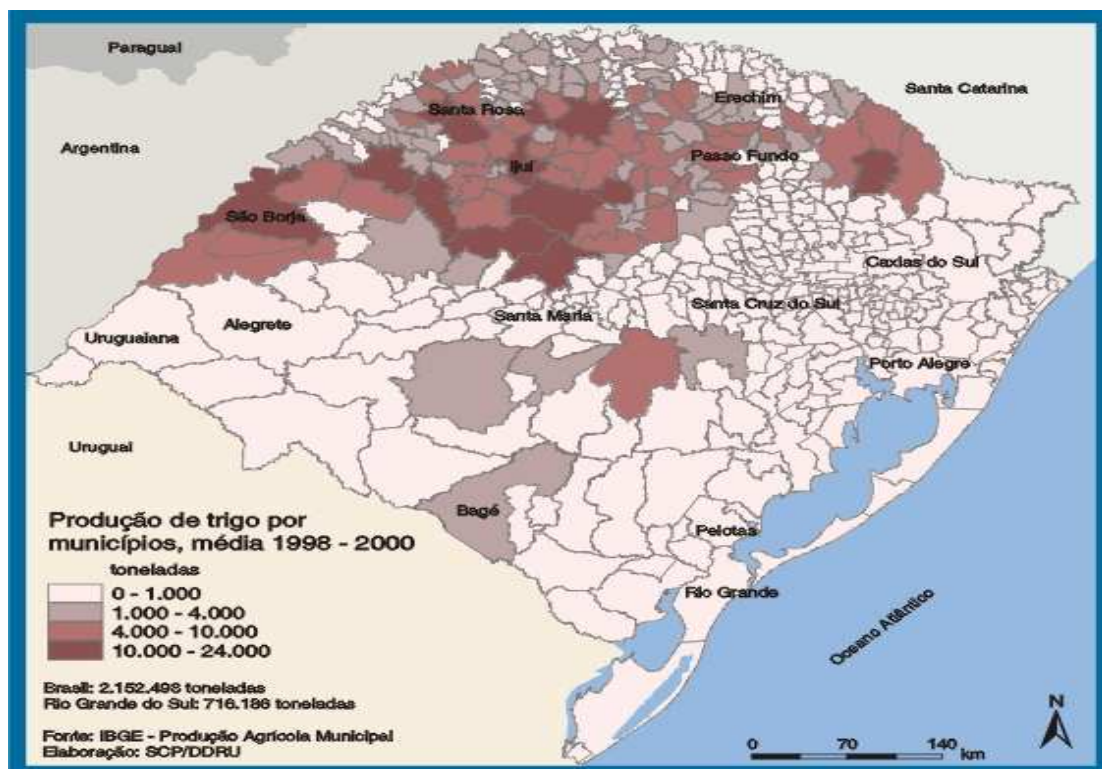 Paraguai
Santa Catarina
Argentina
Santa Rosa
Erechim
Ijuí
Passo Fundo
São Borja
Caxias do Sul
Santa Cruz do Sul
Santa Maria
Alegrete
Uruguaiana
Porto Alegre
Uruguai
Bagé
Pelotas
Rio Grande
Oceano Atlântico
Produção de trigo por
municípios, média 1998 - 2000
toneladas
0 - 1.000
1.000 - 4.000
4.000 - 10.000
10.000 - 24.000
Brasil: 2.152.498 toneladas
Rio Grande do Sul: 716.186 toneladas
Fonte: IBGE - Produção Agrícola Municipal
Elaboração: SCP/DDRU
N
0 70 140 km